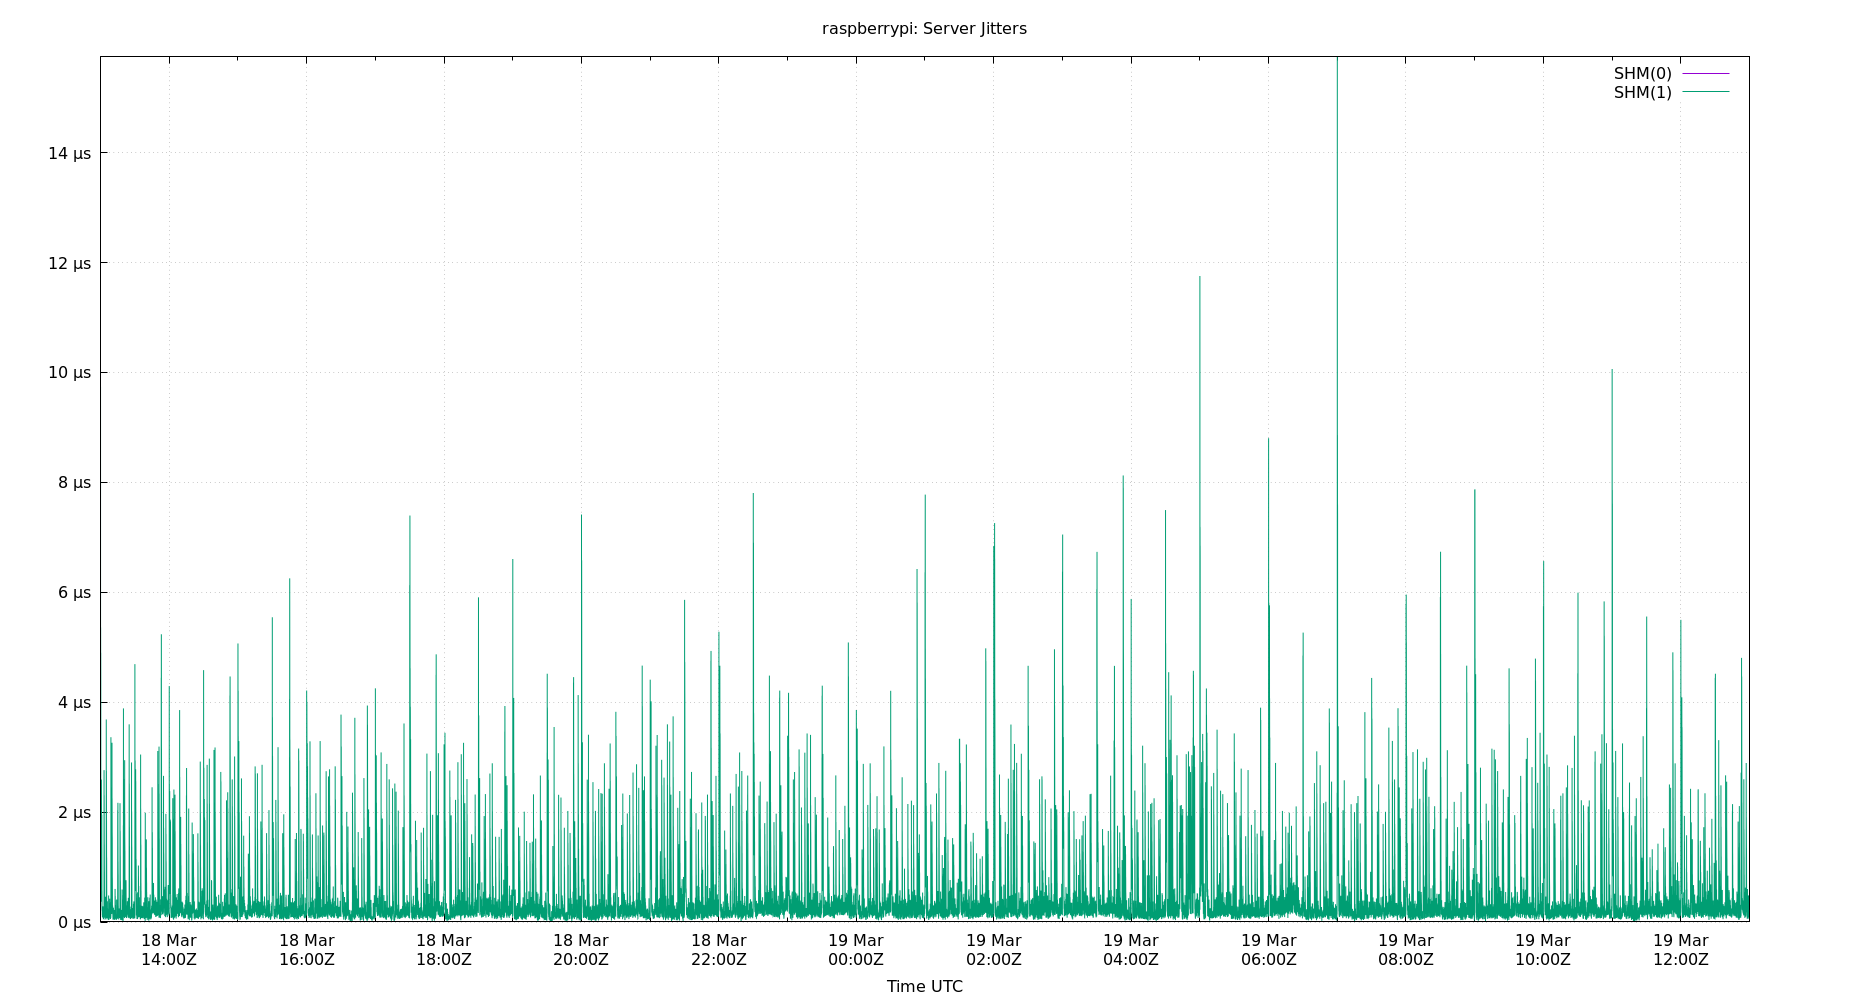 raspberrypi: Server Jitters
SHM(0)
SHM(1)
14 µs
12 µs
10 µs
8 µs
6 µs
4 µs
2 µs
0 µs
18 Mar 18 Mar 18 Mar 18 Mar 18 Mar 19 Mar 19 Mar 19 Mar 19 Mar 19 Mar 19 Mar 19 Mar
14:00Z 16:00Z 18:00Z 20:00Z 22:00Z 00:00Z 02:00Z 04:00Z 06:00Z 08:00Z 10:00Z 12:00Z
Time UTC